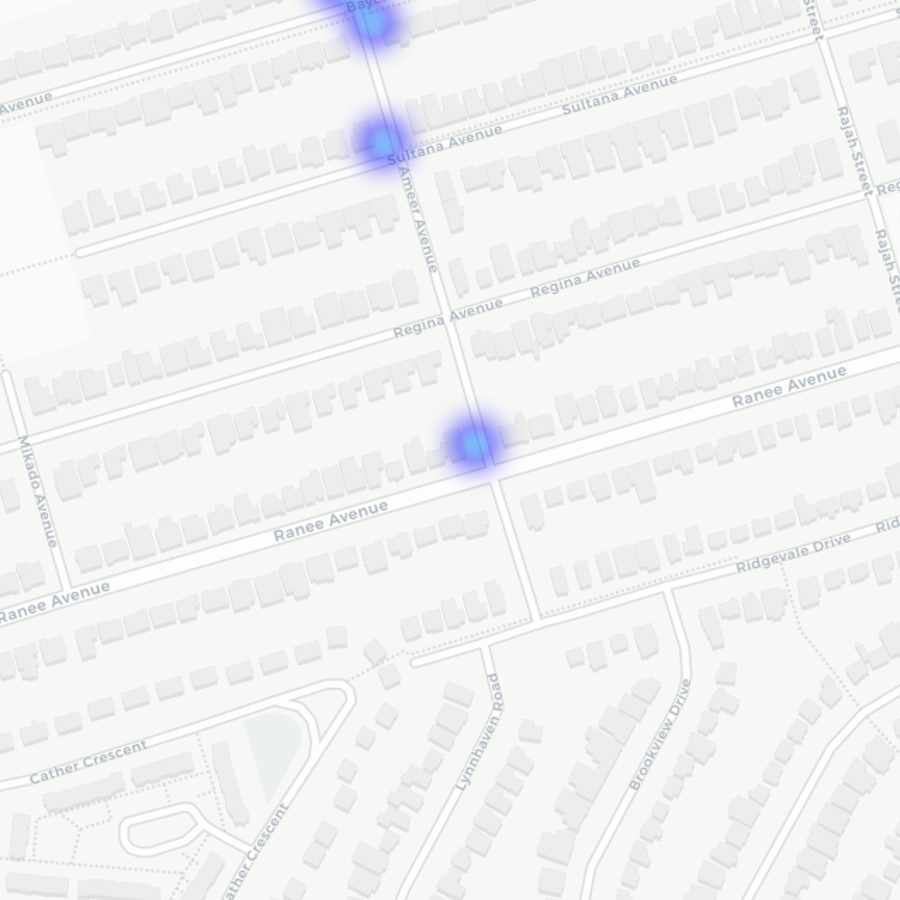 Avenue
Street
Sultana Avenue
Sultana Avenue
Rajah Street
Ameer Avenue
Rajah
Regina Avenue
Regina Avenue
Ranee Avenue
Mikado Avenue
Ranee Avenue
Ranee Avenue
Ridgevale Drive
Lynnhaven Road
Brookview Drive
Cather Crescent
Crescent